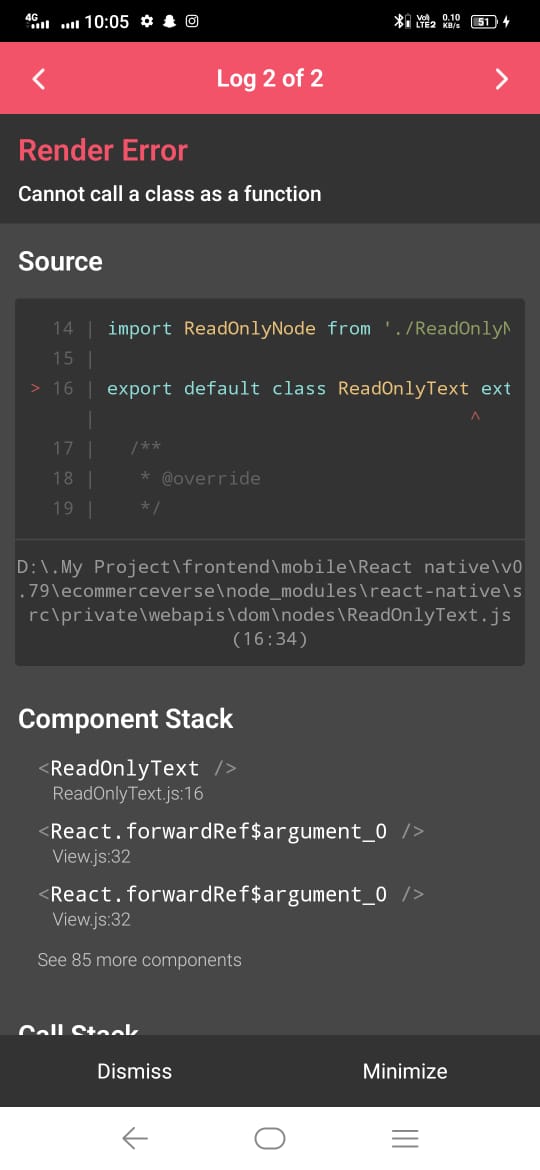 4G 10:05 Voli LTE2 0.10 KB/s 51
Log 2 of 2
Render Error
Cannot call a class as a function
Source
14 | import ReadOnlyNode from './ReadOnlyN
15 |
> 16 | export default class ReadOnlyText ext
| ^
17 | /**
18 | * @override
19 | */
D:\.My Project\frontend\mobile\React native\v0
.79\ecommerceverse\node_modules\react-native\s
rc\private\webapis\dom\nodes\ReadOnlyText.js
(16:34)
Component Stack
<ReadOnlyText />
ReadOnlyText.js:16
<React.forwardRef$argument_0 />
View.js:32
<React.forwardRef$argument_0 />
View.js:32
See 85 more components
Call Stack
Dismiss Minimize